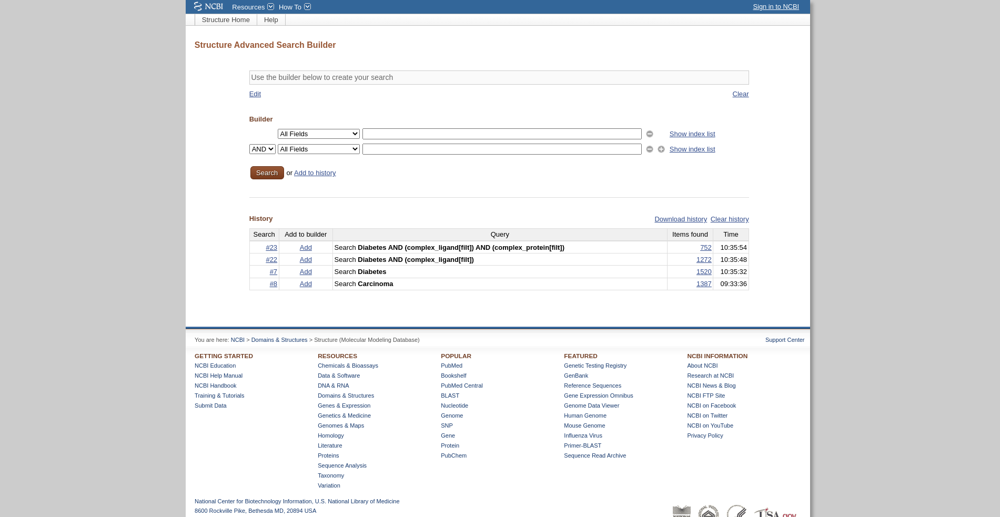 NCBI Resources How To Sign in to NCBI
Structure Home Help
Structure Advanced Search Builder
Use the builder below to create your search
Edit Clear
Builder
All Fields Show index list
AND All Fields Show index list
Search or Add to history
History Download history Clear history
Search Add to builder Query Items found Time
#23 Add Search Diabetes AND (complex_ligand[filt]) AND (complex_protein[filt]) 752 10:35:54
#22 Add Search Diabetes AND (complex_ligand[filt]) 1272 10:35:48
#7 Add Search Diabetes 1520 10:35:32
#8 Add Search Carcinoma 1387 09:33:36
You are here: NCBI > Domains & Structures > Structure (Molecular Modeling Database) Support Center
GETTING STARTED
NCBI Education
NCBI Help Manual
NCBI Handbook
Training & Tutorials
Submit Data
RESOURCES
Chemicals & Bioassays
Data & Software
DNA & RNA
Domains & Structures
Genes & Expression
Genetics & Medicine
Genomes & Maps
Homology
Literature
Proteins
Sequence Analysis
Taxonomy
Variation
POPULAR
PubMed
Bookshelf
PubMed Central
BLAST
Nucleotide
Genome
SNP
Gene
Protein
PubChem
FEATURED
Genetic Testing Registry
GenBank
Reference Sequences
Gene Expression Omnibus
Genome Data Viewer
Human Genome
Mouse Genome
Influenza Virus
Primer-BLAST
Sequence Read Archive
NCBI INFORMATION
About NCBI
Research at NCBI
NCBI News & Blog
NCBI FTP Site
NCBI on Facebook
NCBI on Twitter
NCBI on YouTube
Privacy Policy
National Center for Biotechnology Information, U.S. National Library of Medicine
8600 Rockville Pike, Bethesda MD, 20894 USA
USA.gov